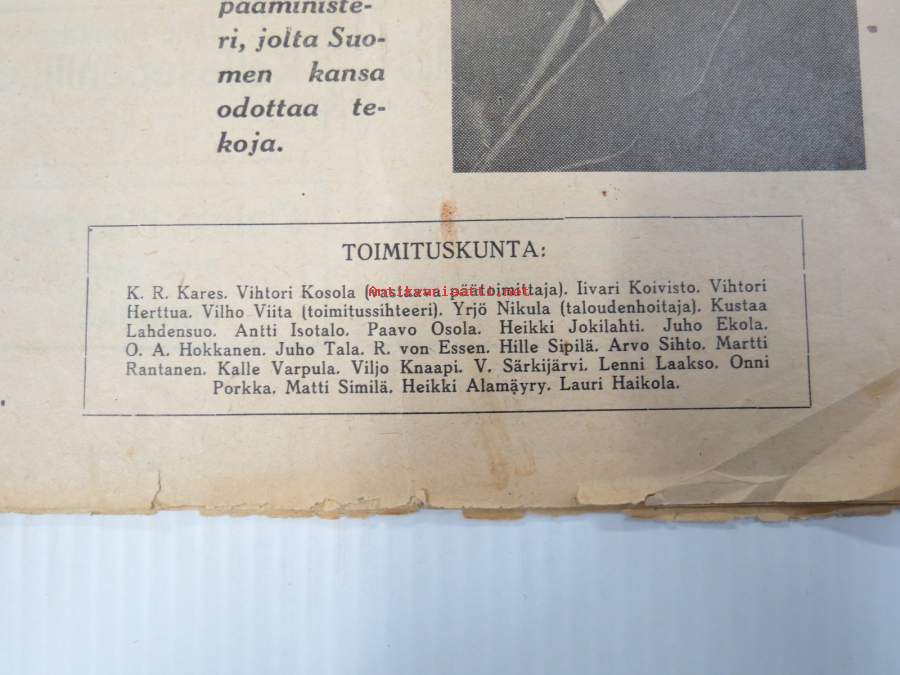 pääministe-
ri, jolta Suo-
men kansa
odottaa te-
koja.
TOIMITUSKUNTA:
K. R. Kares. Vihtori Kosola (vastaava päätoimittaja). Iivari Koivisto. Vihtori
Herttua. Vilho Viita (toimitussihteeri). Yrjö Nikula (taloudenhoitaja). Kustaa
Lahdensuo. Antti Isotalo. Paavo Osola. Heikki Jokilahti. Juho Ekola.
O. A. Hokkanen. Juho Tala. R. von Essen. Hille Sipilä. Arvo Sihto. Martti
Rantanen. Kalle Varpula. Viljo Knaapi. V. Särkijärvi. Lenni Laakso. Onni
Porkka. Matti Similä. Heikki Alamäyry. Lauri Haikola.